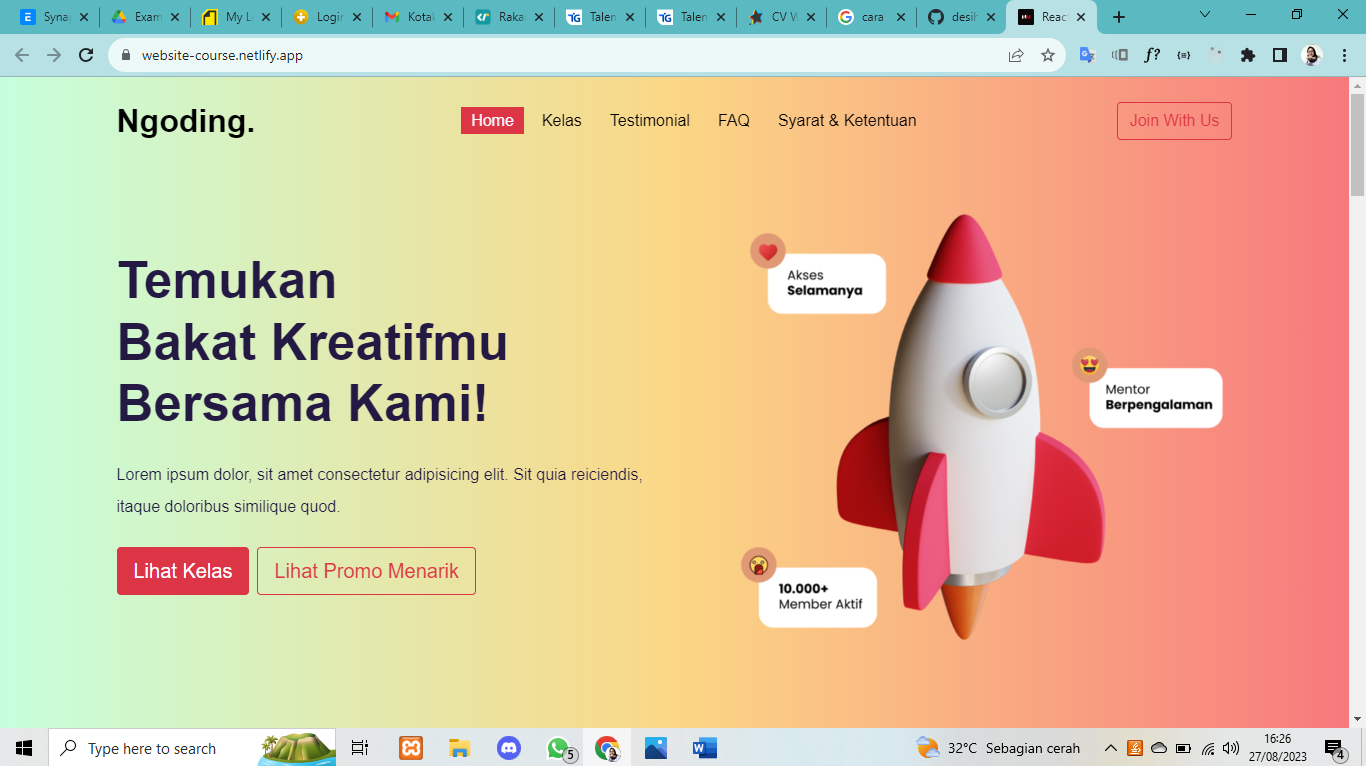 Syna
Exam
My L
Login
Kotak
Raka
Talen
Talen
CV W
cara
desih
Reac
website-course.netlify.app
Ngoding.
Home
Kelas
Testimonial
FAQ
Syarat & Ketentuan
Join With Us
Temukan
Bakat Kreatifmu
Bersama Kami!
Lorem ipsum dolor, sit amet consectetur adipisicing elit. Sit quia reiciendis,
itaque doloribus similique quod.
Lihat Kelas
Lihat Promo Menarik
Akses
Selamanya
Mentor
Berpengalaman
10.000+
Member Aktif
Type here to search
5
32°C Sebagian cerah
16:26
27/08/2023
4